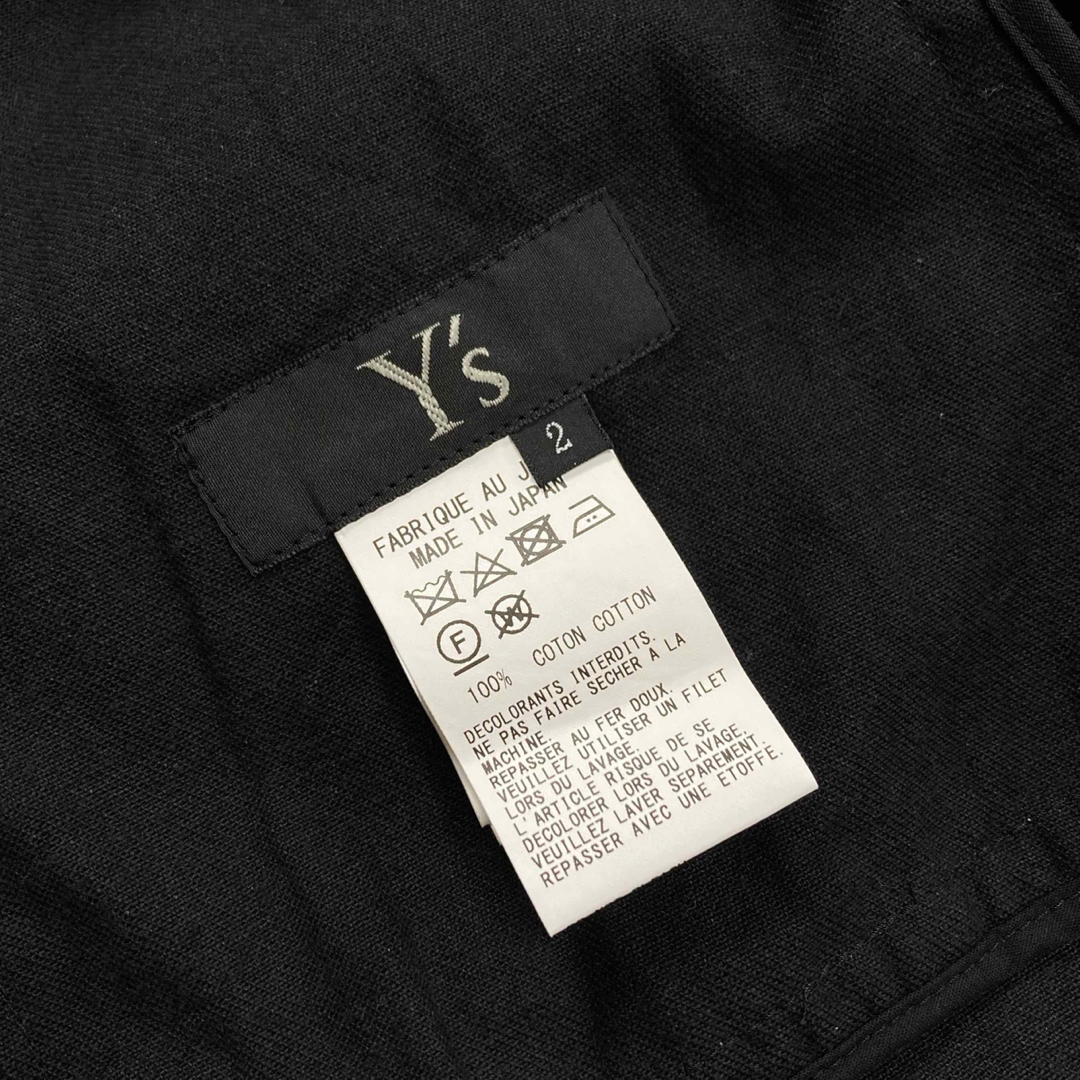 Y's
2
FABRIQUE AU J
MADE IN JAPAN
F
W
100% COTON COTTON
DECOLORANTS INTERDITS.
NE PAS FAIRE SECHER A LA
MACHINE.
REPASSER AU FER DOUX.
VEUILLEZ UTILISER UN FILET
LORS DU LAVAGE.
L'ARTICLE RISQUE DE SE
DECOLORER LORS DU LAVAGE.
VEUILLEZ LAVER SEPAREMENT.
REPASSER AVEC UNE ETOFFE.